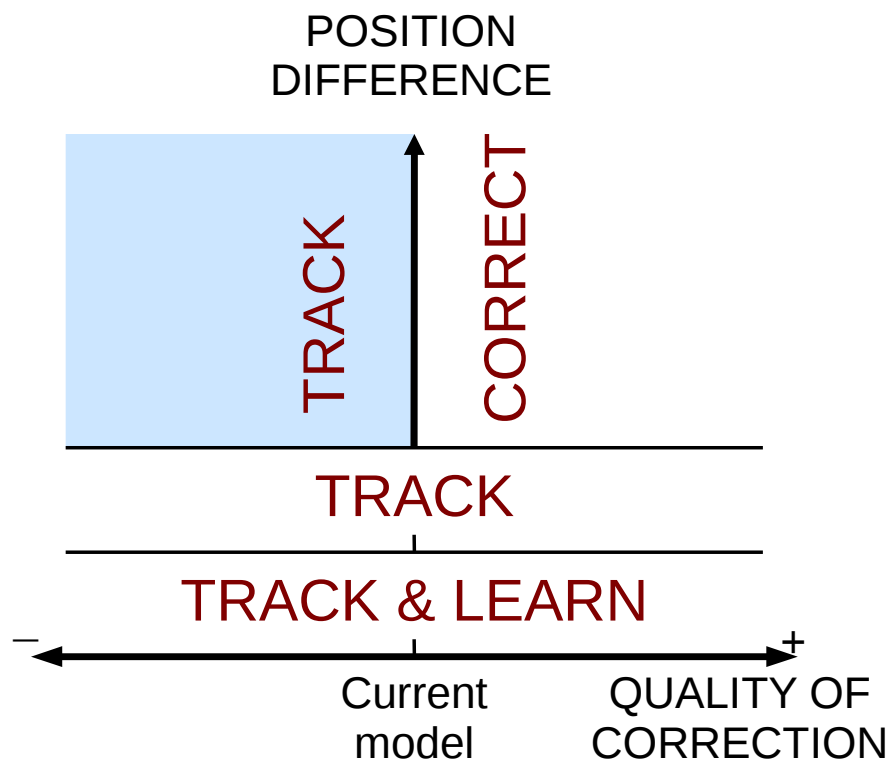 POSITION
DIFFERENCE
TRACK
CORRECT
TRACK
TRACK & LEARN
– +
Current
model
QUALITY OF
CORRECTION